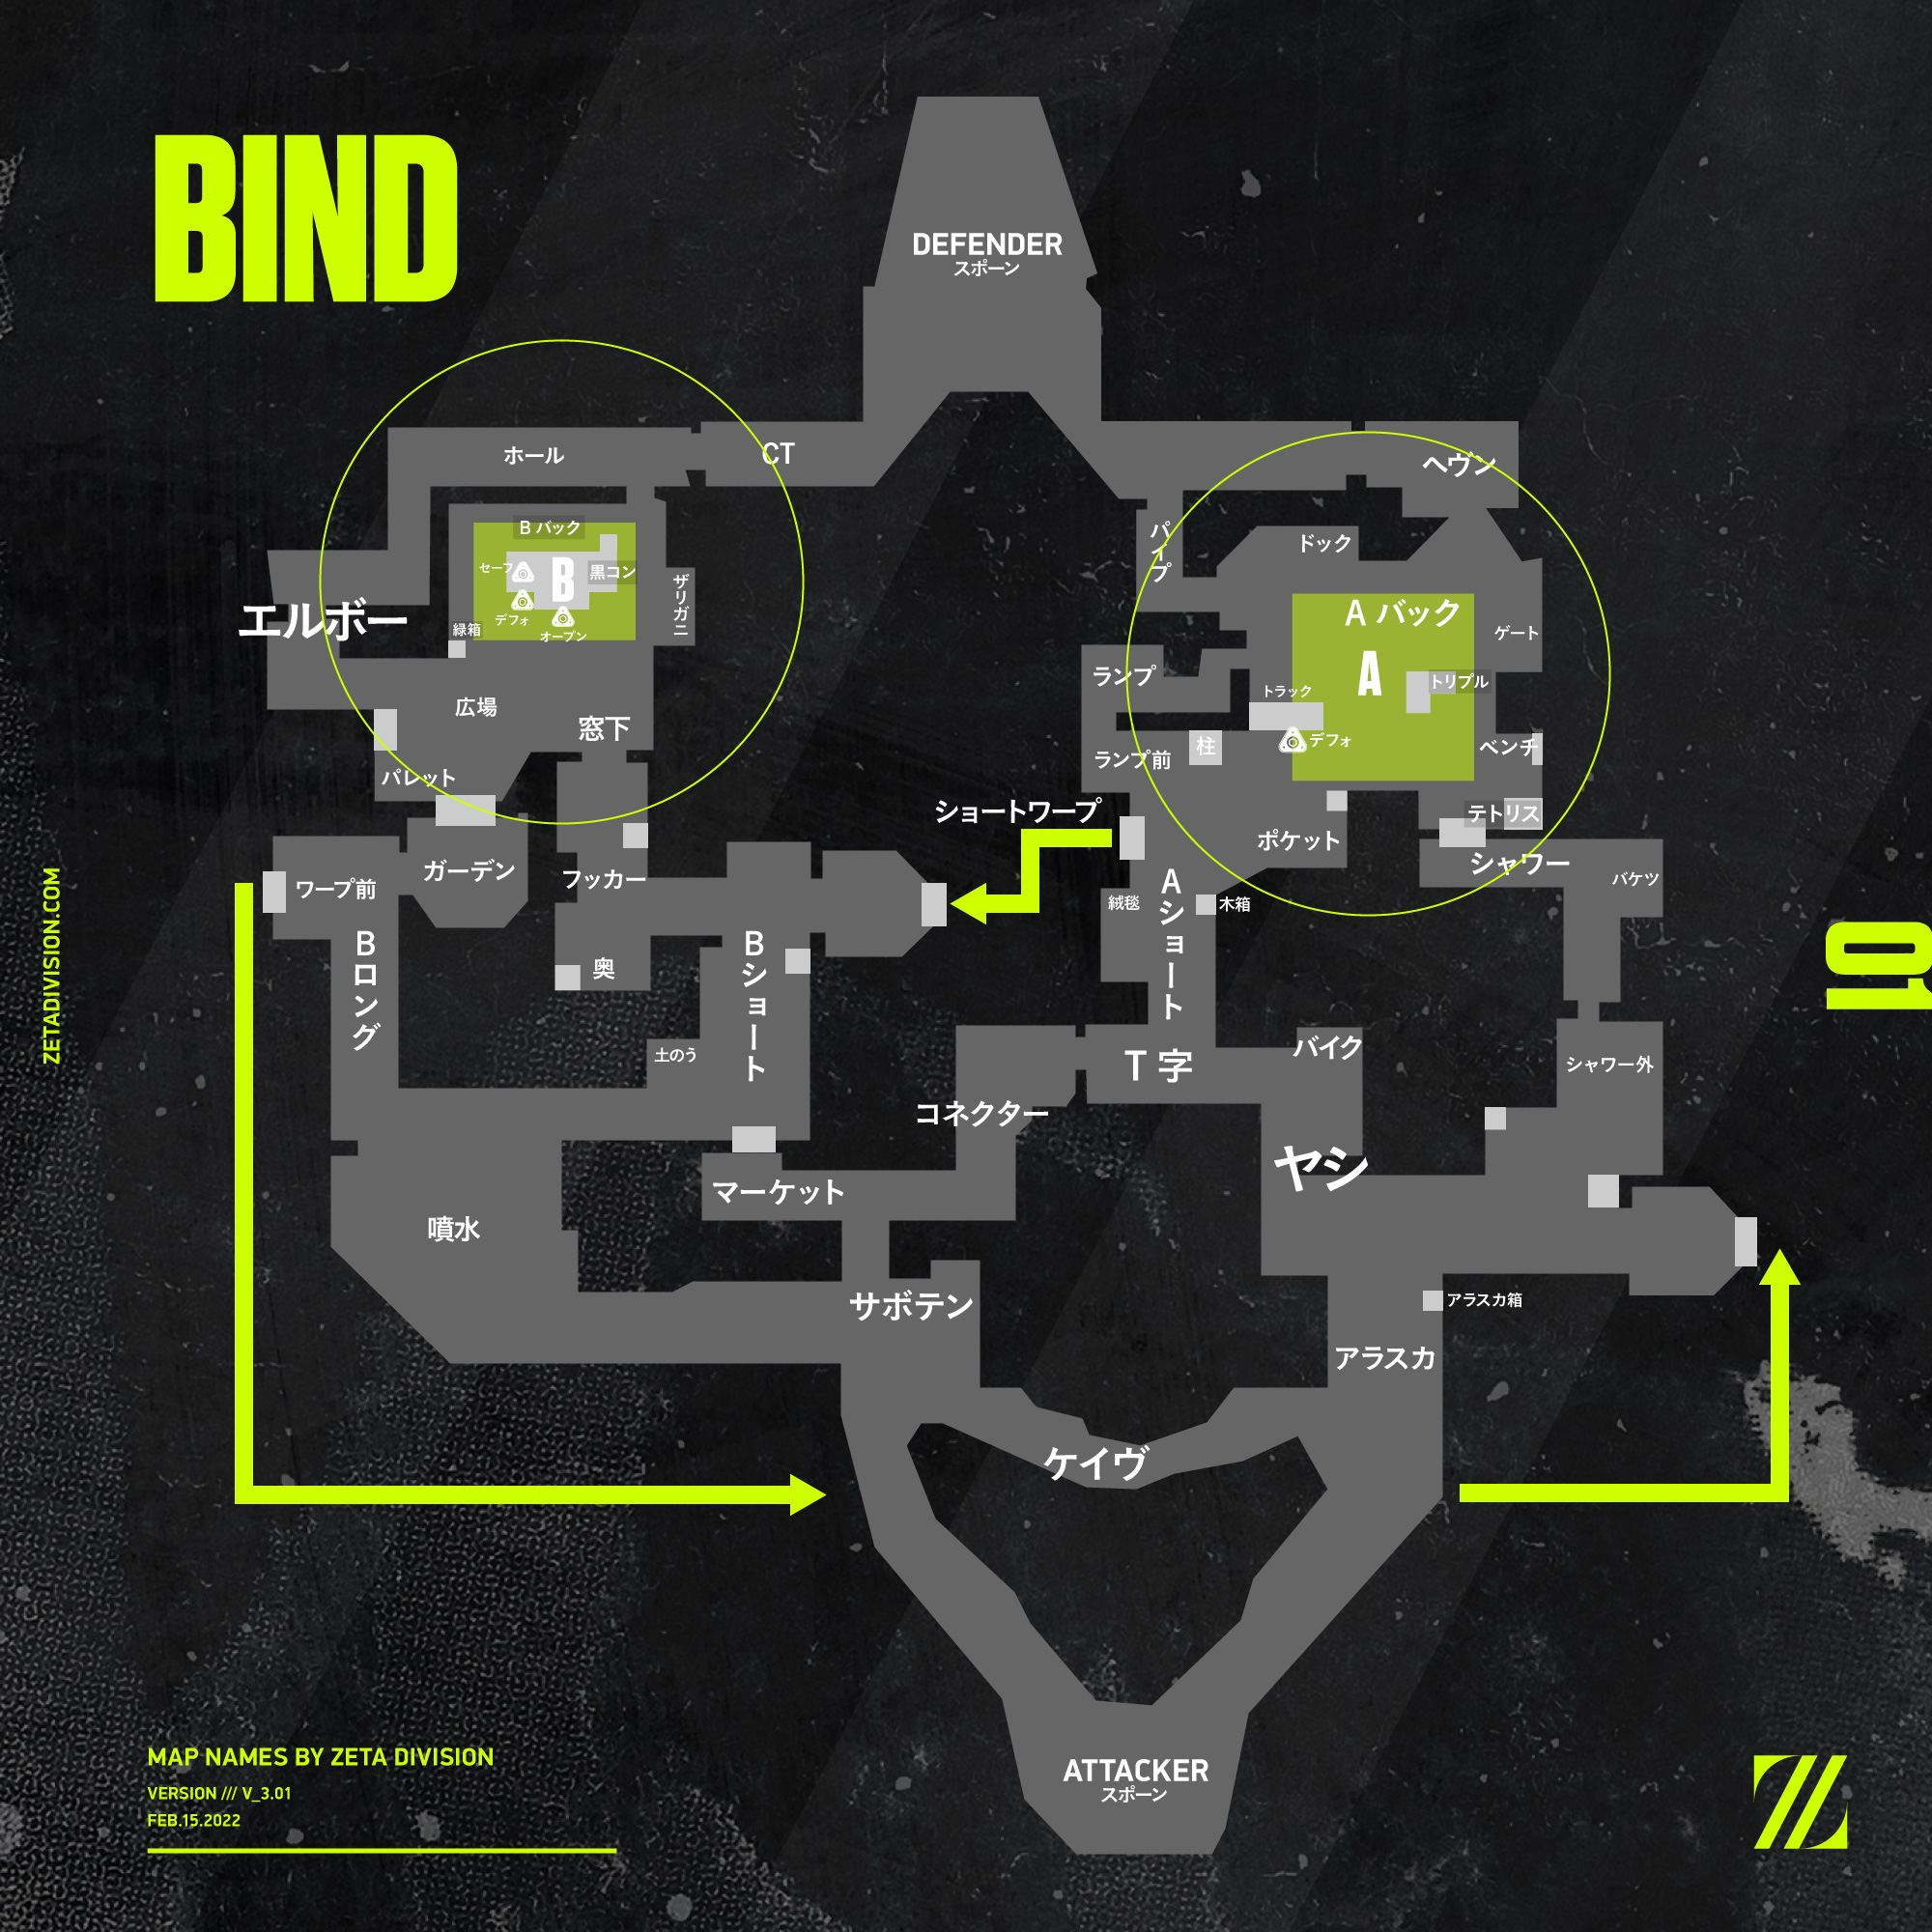 BIND
DEFENDER
スポーン
ホール
CT
ヘヴン
B バック
セーフ
B
黒コン
デフォ
オープン
緑箱
ザリガニ
エルボー
広場
窓下
パレット
パイプ
ドック
A バック
A
ゲート
ランプ
トラック
トリプル
デフォ
ランプ前
柱
ベンチ
テトリス
ショートワープ
ポケット
シャワー
バケツ
ワープ前
ガーデン
フッカー
Bロング
奥
Bショート
土のう
Aショート
絨毯
木箱
T 字
バイク
シャワー外
コネクター
ヤシ
マーケット
噴水
サボテン
アラスカ箱
アラスカ
ケイヴ
ATTACKER
スポーン
ZETADIVISION.COM
01
MAP NAMES BY ZETA DIVISION
VERSION /// V_3.01
FEB.15.2022